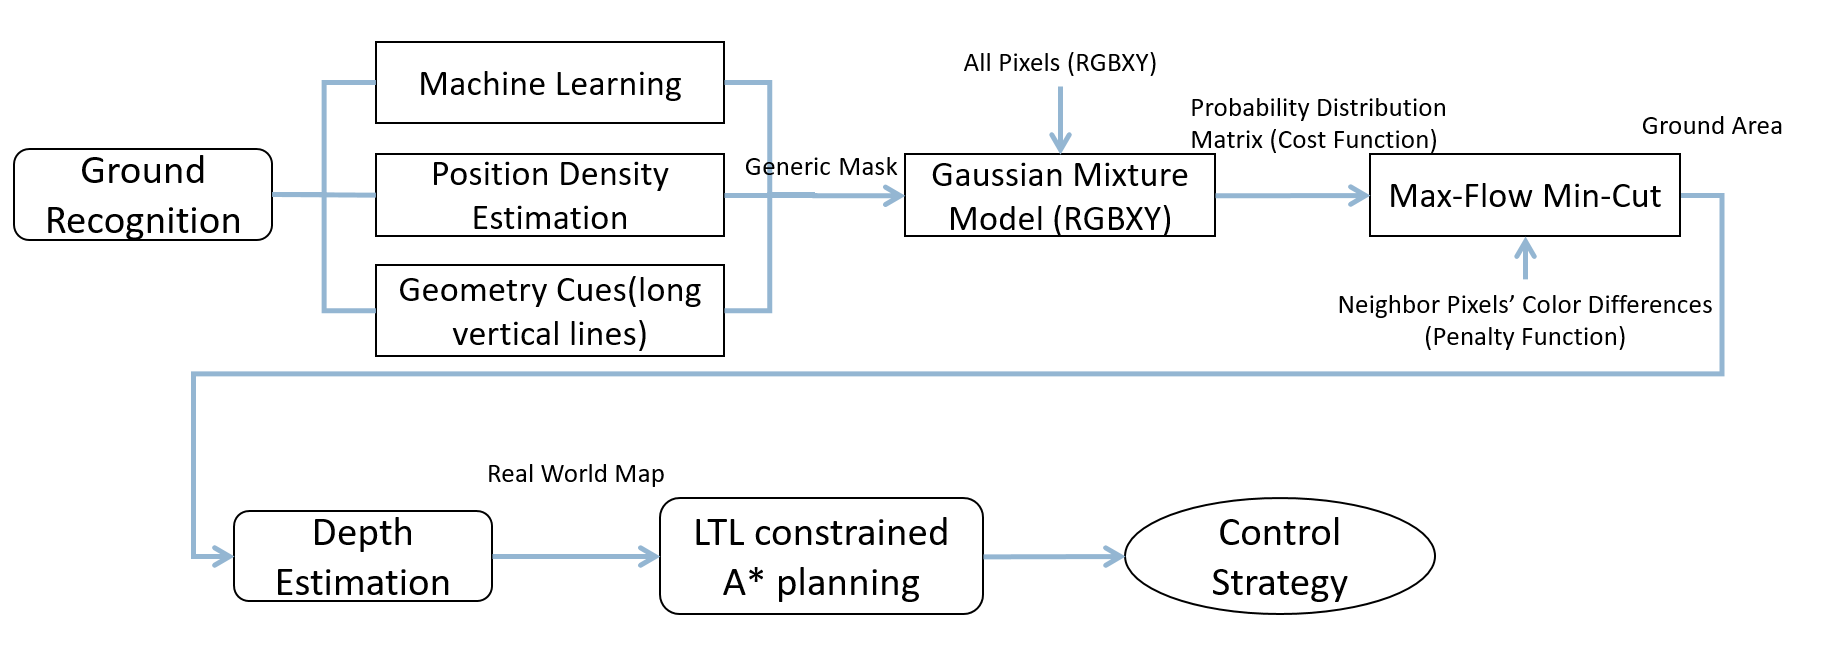 Ground
Recognition
Machine Learning
Position Density
Estimation
Geometry Cues(long
vertical lines)
Generic Mask
All Pixels (RGBXY)
Gaussian Mixture
Model (RGBXY)
Probability Distribution
Matrix (Cost Function)
Max-Flow Min-Cut
Neighbor Pixels’ Color Differences
(Penalty Function)
Ground Area
Depth
Estimation
Real World Map
LTL constrained
A* planning
Control
Strategy